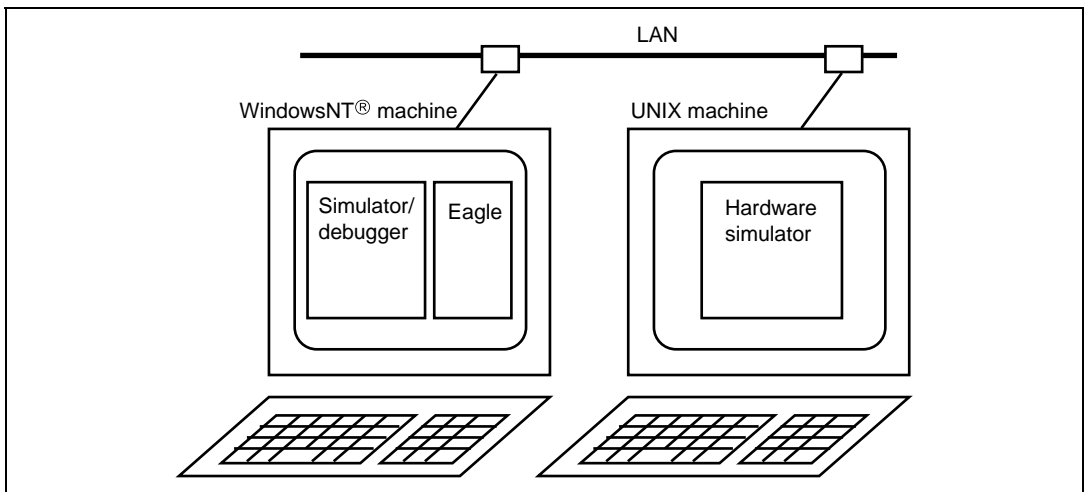 LAN
WindowsNT® machine
UNIX machine
Simulator/
debugger
Eagle
Hardware
simulator